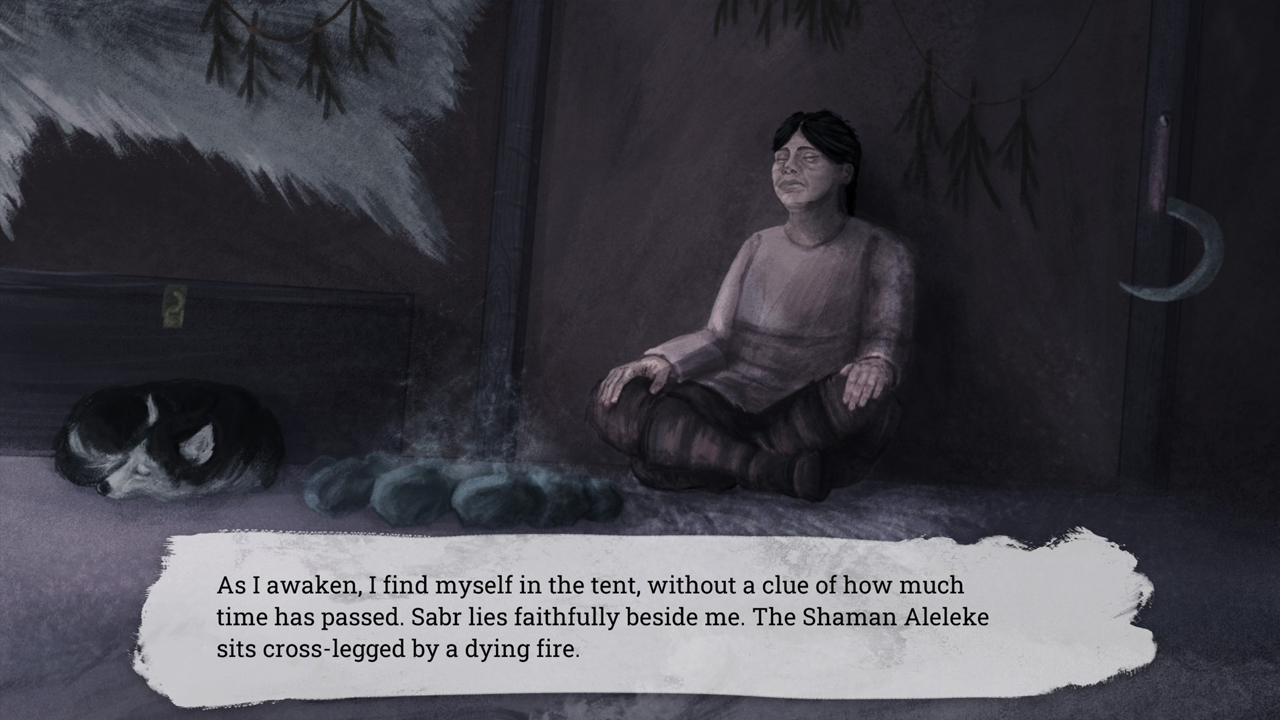 As I awaken, I find myself in the tent, without a clue of how much
time has passed. Sabr lies faithfully beside me. The Shaman Aleleke
sits cross-legged by a dying fire.